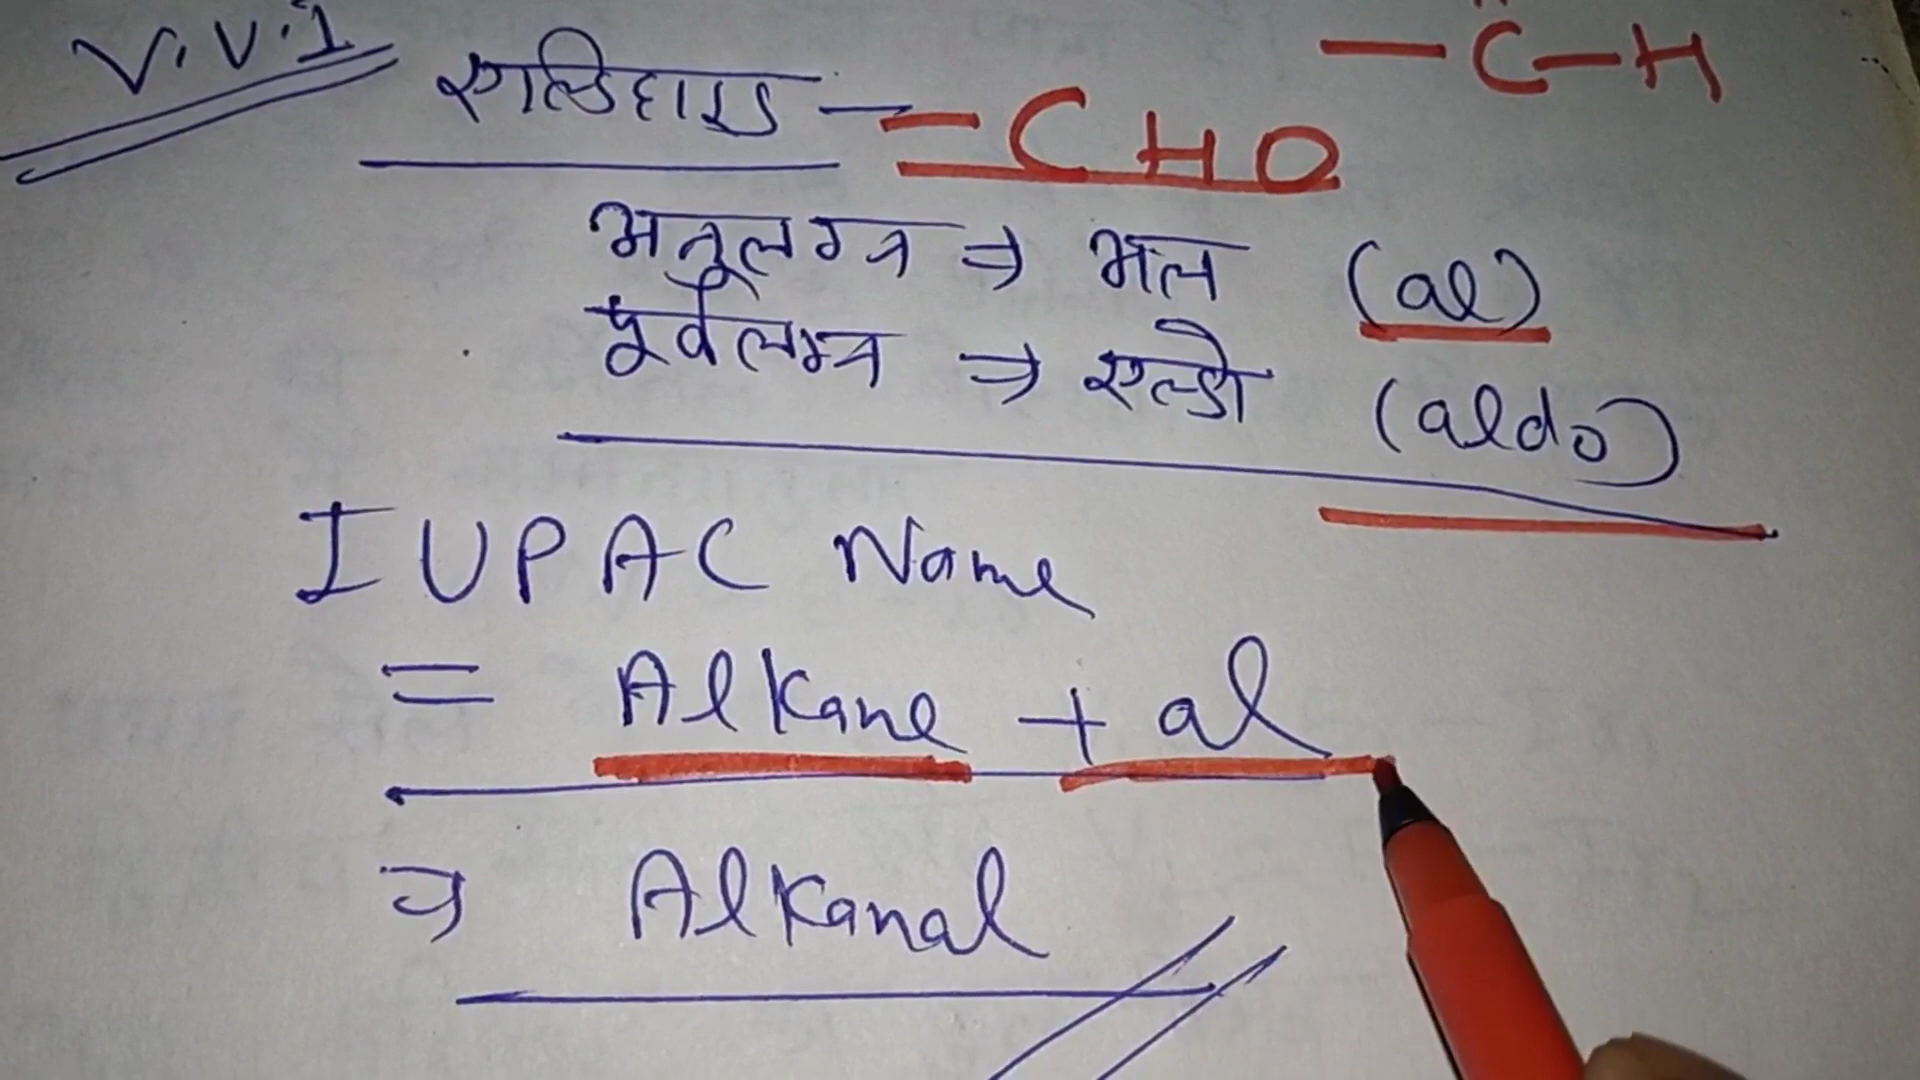 V.V.I
एल्डिहाइड — -CHO
-C-H
अनुलग्न ⇒ अल (al)
पूर्वलग्न ⇒ एल्डो (aldo)
IUPAC Name
= Alkane + al
⇒ Alkanal